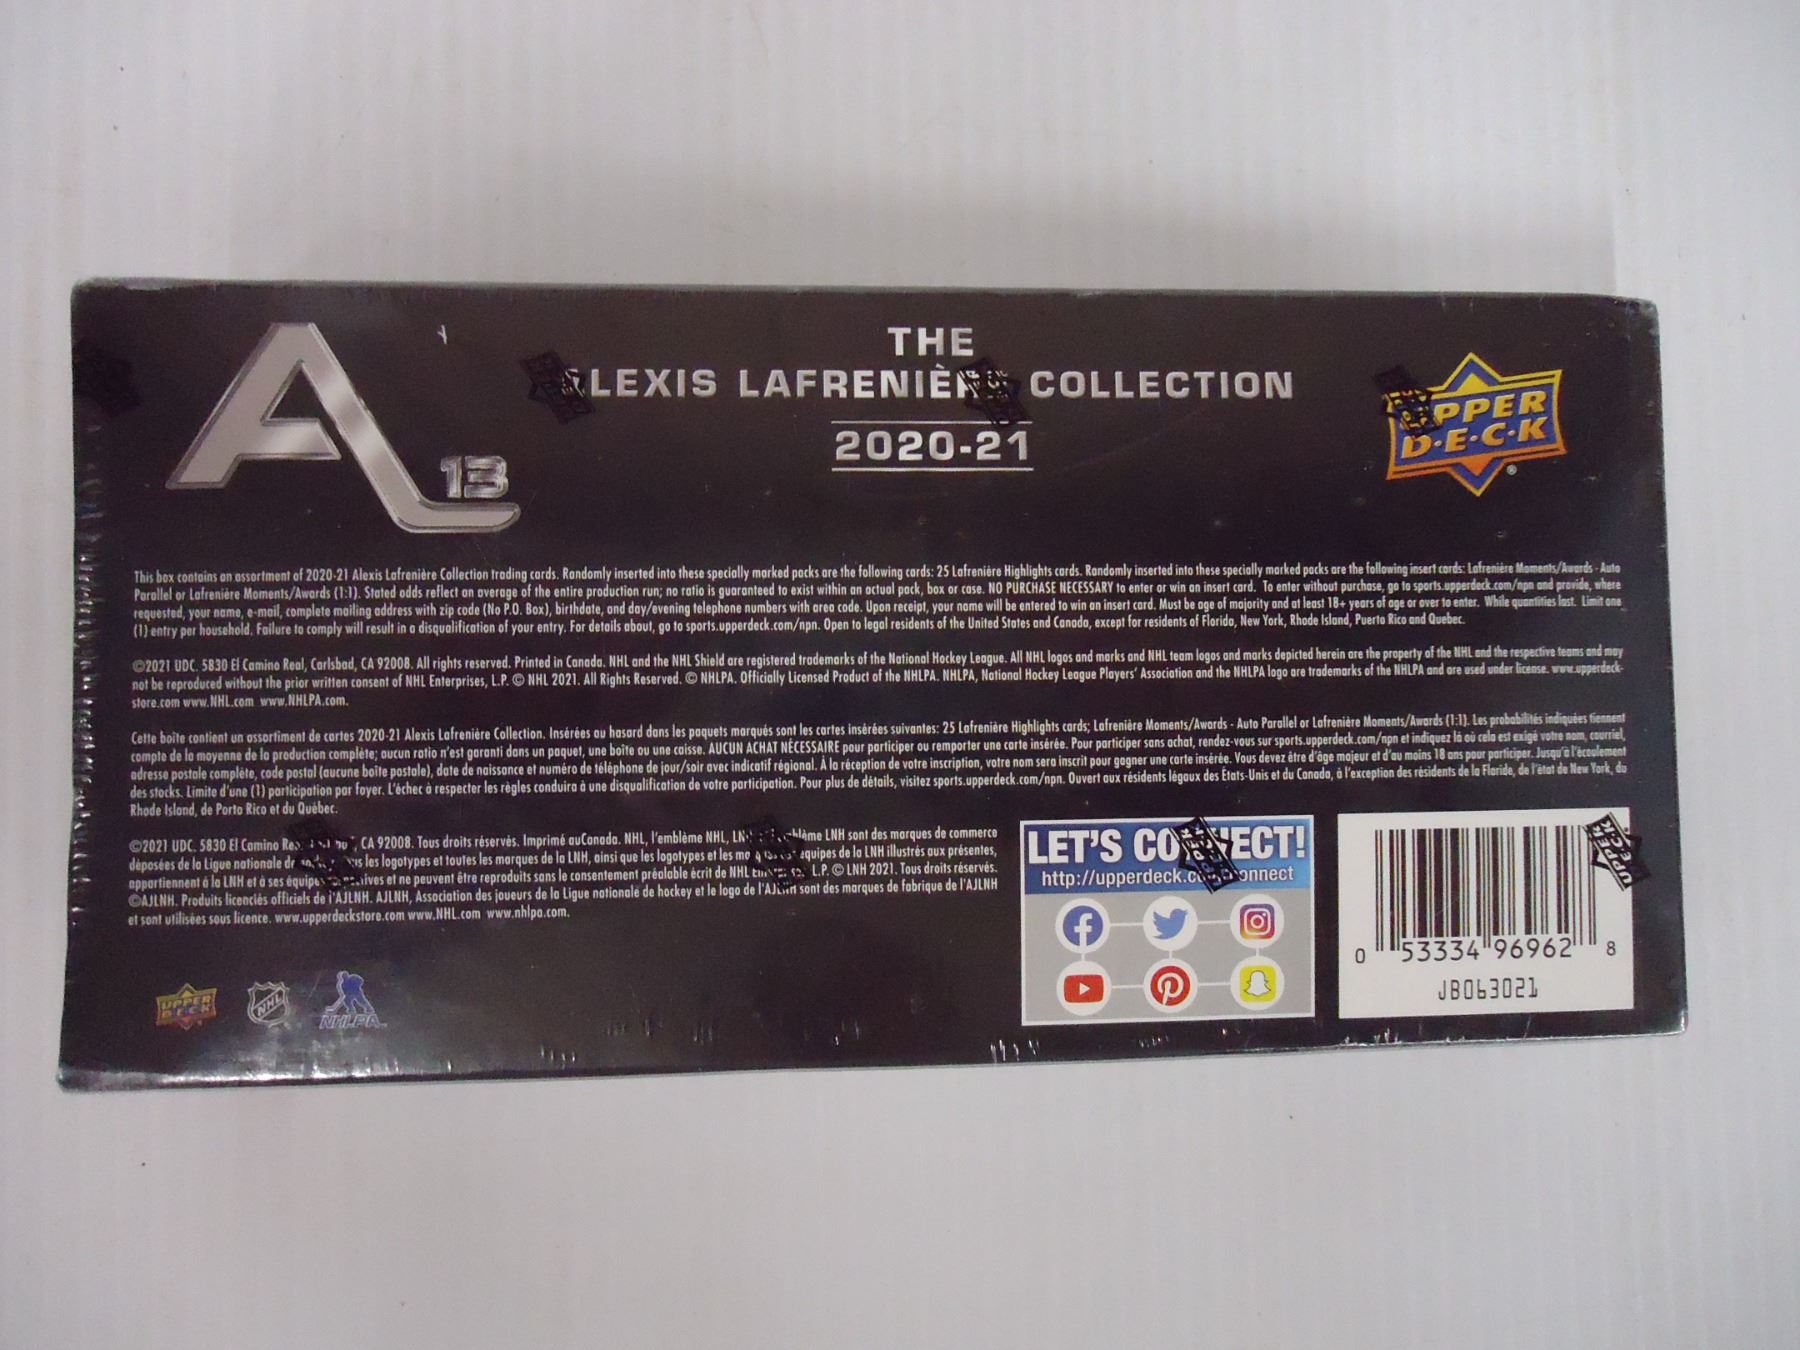 THE
LEXIS LAFRENIÈ COLLECTION
2020-21
AL 13
UPPER
D·E·C·K
This box contains an assortment of 2020-21 Alexis Lafrenière Collection trading cards. Randomly inserted into these specially marked packs are the following cards: 25 Lafrenière Highlights cards. Randomly inserted into these specially marked packs are the following insert cards: Lafrenière Moments/Awards - Auto
Parallel or Lafrenière Moments/Awards (1:1). Stated odds reflect an average of the entire production run; no ratio is guaranteed to exist within an actual pack, box or case. NO PURCHASE NECESSARY to enter or win an insert card. To enter without purchase, go to sports.upperdeck.com/npn and provide, where
requested, your name, e-mail, complete mailing address with zip code (No P.O. Box), birthdate, and day/evening telephone numbers with area code. Upon receipt, your name will be entered to win an insert card. Must be age of majority and at least 18+ years of age or over to enter. While quantities last. Limit one
(1) entry per household. Failure to comply will result in a disqualification of your entry. For details about, go to sports.upperdeck.com/npn. Open to legal residents of the United States and Canada, except for residents of Florida, New York, Rhode Island, Puerto Rico and Quebec.
©2021 UDC. 5830 El Camino Real, Carlsbad, CA 92008. All rights reserved. Printed in Canada. NHL and the NHL Shield are registered trademarks of the National Hockey League. All NHL logos and marks and NHL team logos and marks depicted herein are the property of the NHL and the respective teams and may
not be reproduced without the prior written consent of NHL Enterprises, L.P. © NHL 2021. All Rights Reserved. © NHLPA. Officially Licensed Product of the NHLPA. NHLPA, National Hockey League Players' Association and the NHLPA logo are trademarks of the NHLPA and are used under license. www.upperdeck-
store.com www.NHL.com www.NHLPA.com.
Cette boîte contient un assortiment de cartes 2020-21 Alexis Lafrenière Collection. Insérées au hasard dans les paquets marqués sont les cartes insérées suivantes: 25 Lafrenière Highlights cards; Lafrenière Moments/Awards - Auto Parallel or Lafrenière Moments/Awards (1:1). Les probabilités indiquées tiennent
compte de la moyenne de la production complète; aucun ratio n'est garanti dans un paquet, une boîte ou une caisse. AUCUN ACHAT NÉCESSAIRE pour participer ou remporter une carte insérée. Pour participer sans achat, rendez-vous sur sports.upperdeck.com/npn et indiquez là où cela est exigé votre nom, courriel,
adresse postale complète, code postal (aucune boîte postale), date de naissance et numéro de téléphone de jour/soir avec indicatif régional. À la réception de votre inscription, votre nom sera inscrit pour gagner une carte insérée. Vous devez être d'âge majeur et d'au moins 18 ans pour participer. Jusqu'à l'écoulement
des stocks. Limite d'une (1) participation par foyer. L'échec à respecter les règles conduira à une disqualification de votre participation. Pour plus de détails, visitez sports.upperdeck.com/npn. Ouvert aux résidents légaux des États-Unis et du Canada, à l'exception des résidents de la Floride, de l'état de New York, du
Rhode Island, de Porto Rico et du Québec.
©2021 UDC. 5830 El Camino CA 92008. Tous droits réservés. Imprimé auCanada. NHL, l'emblème NHL, LNH sont des marques de commerce
déposées de la Ligue nationale de les logotypes et toutes les marques de la LNH, ainsi que les logotypes et les équipes de la LNH illustrés aux présentes,
appartiennent à la LNH et à ses et ne peuvent être reproduits sans le consentement préalable écrit de NHL L.P. © LNH 2021. Tous droits réservés.
©AJLNH. Produits licenciés officiels de l'AJLNH. AJLNH, Association des joueurs de la Ligue nationale de hockey et le logo de l'AJLNH sont des marques de fabrique de l'AJLNH
et sont utilisées sous licence. www.upperdeckstore.com www.NHL.com www.nhlpa.com.
LET'S CONNECT!
http://upperdeck.com/connect
0 53334 96962 8
JB063021
UPPER
DECK
NHL
NHLPA
UPPER
DECK